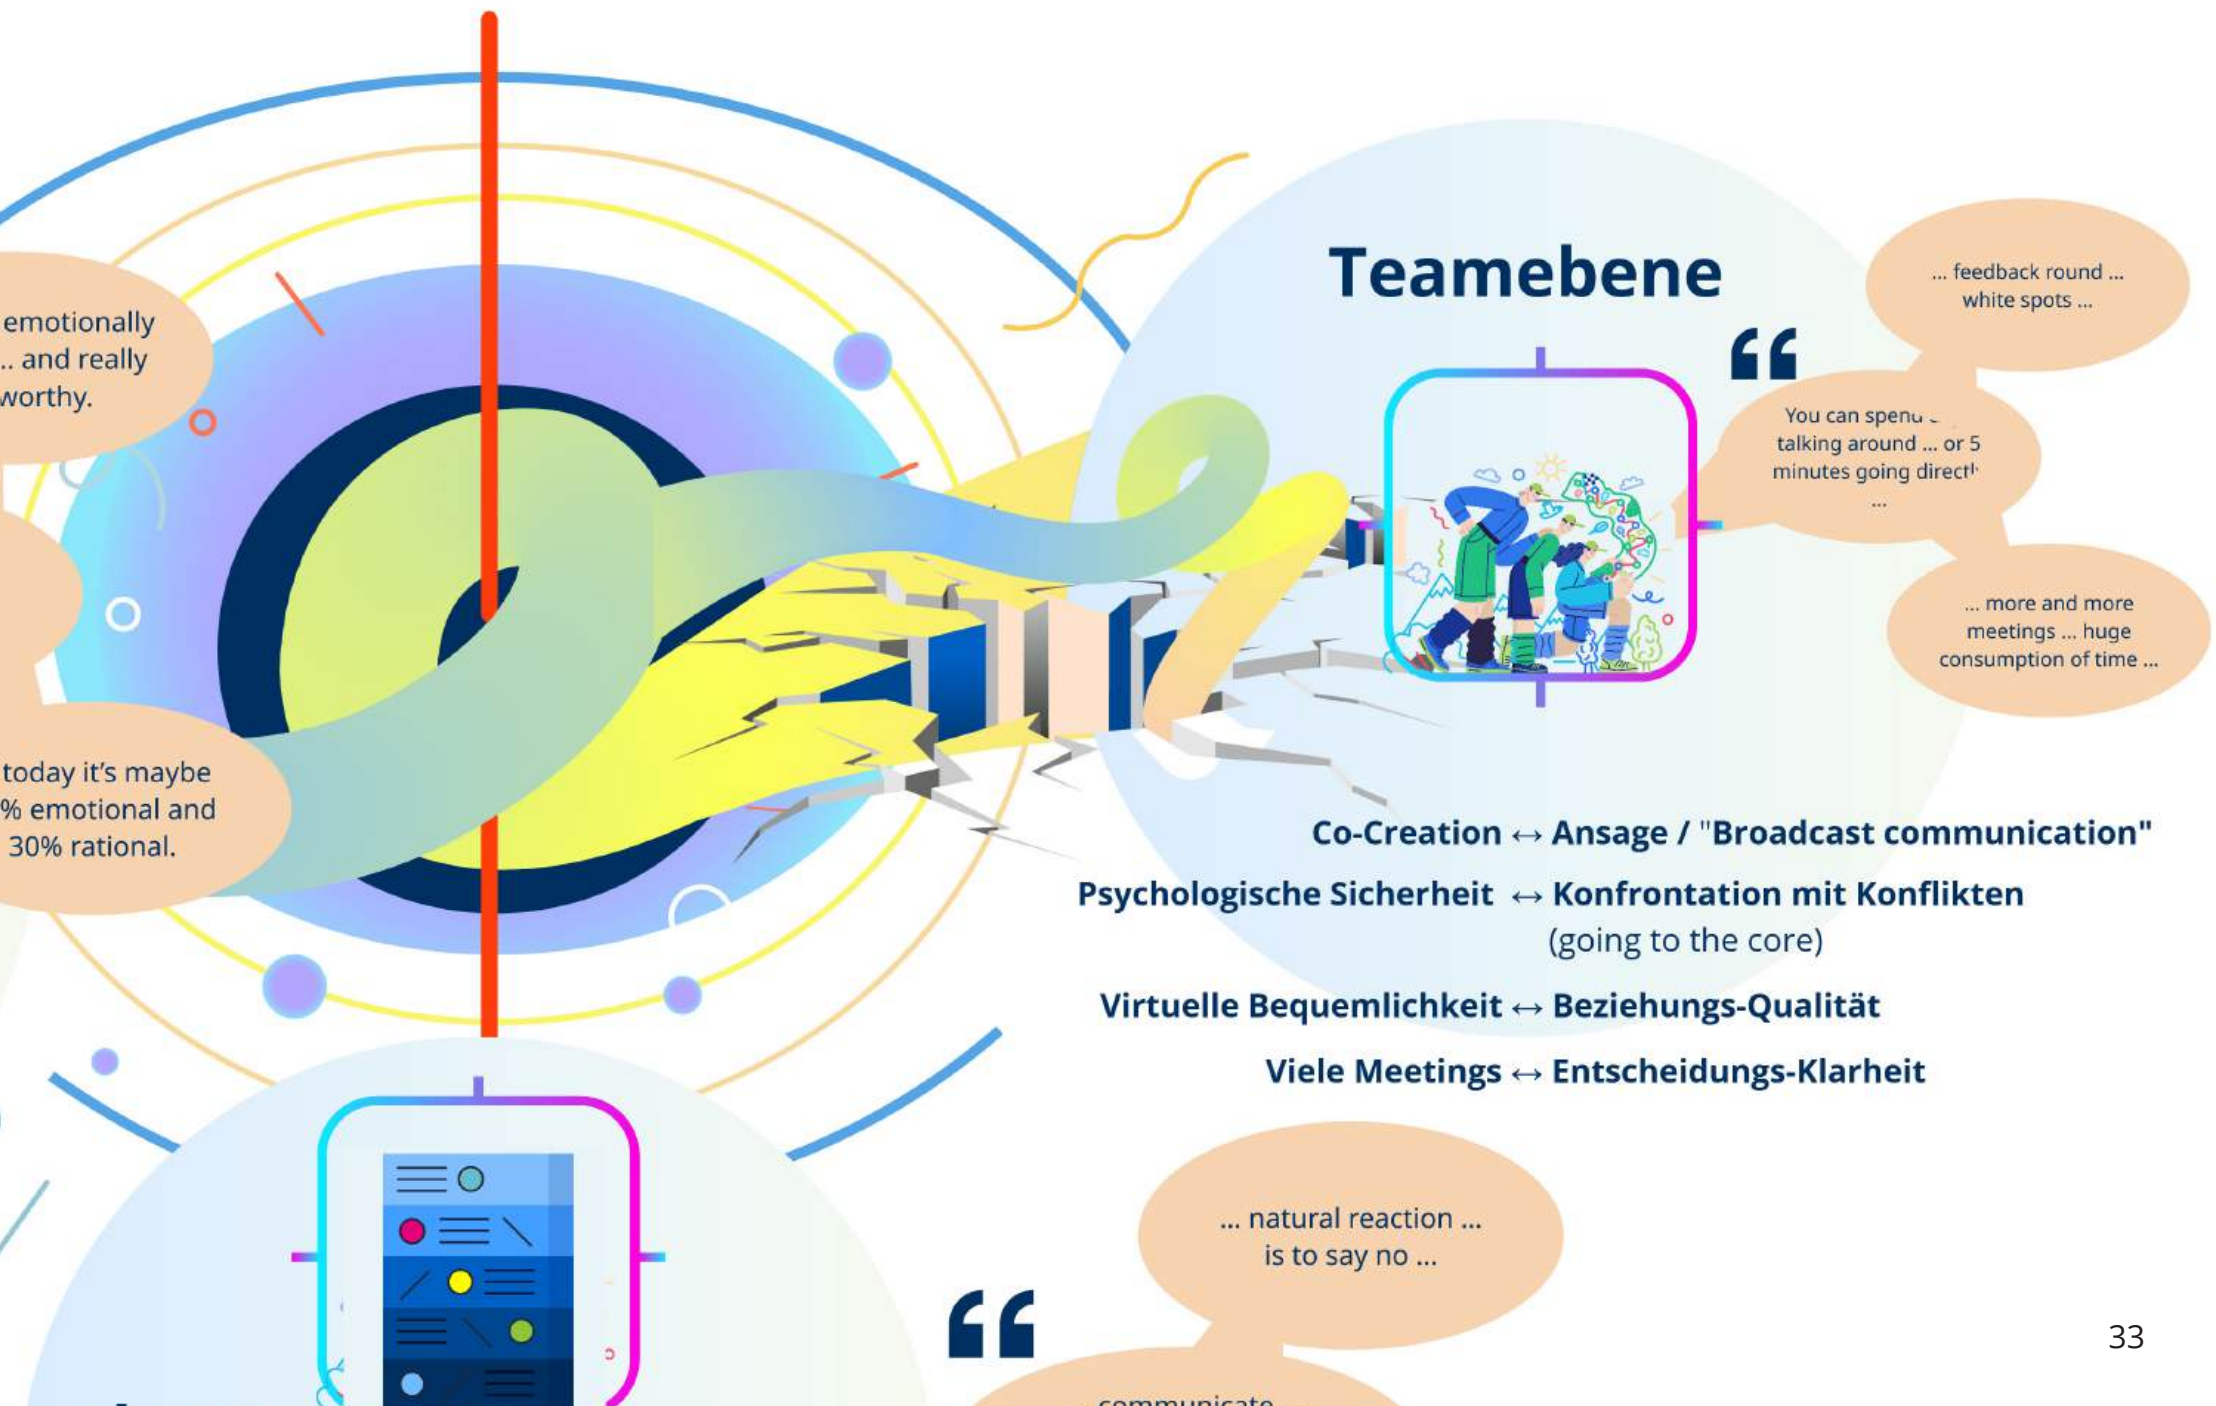 Teamebene
... feedback round ...
white spots ...
You can spend
talking around ... or 5
minutes going directly
...
... more and more
meetings ... huge
consumption of time ...
emotionally
.. and really
worthy.
today it's maybe
% emotional and
30% rational.
Co-Creation ↔ Ansage / "Broadcast communication"
Psychologische Sicherheit ↔ Konfrontation mit Konflikten
(going to the core)
Virtuelle Bequemlichkeit ↔ Beziehungs-Qualität
Viele Meetings ↔ Entscheidungs-Klarheit
... natural reaction ...
is to say no ...
communicate
33